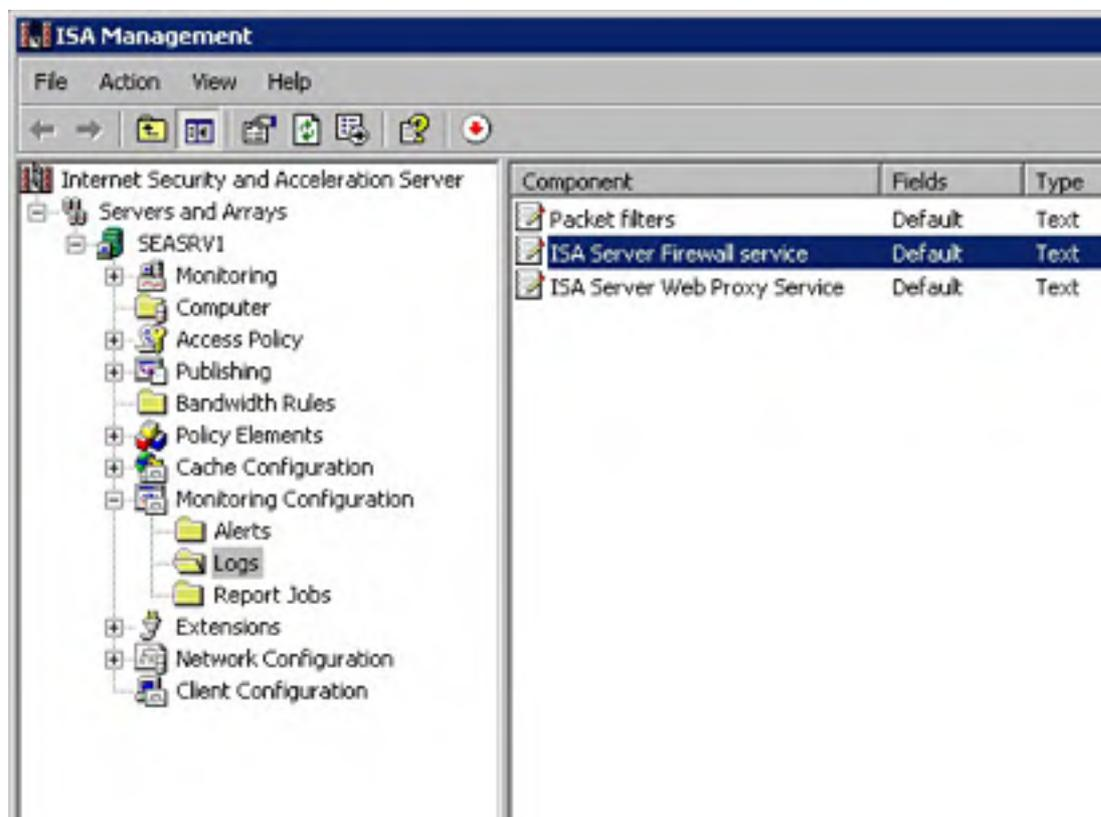 ISA Management
File Action View Help
Internet Security and Acceleration Server
Servers and Arrays
SEASRV1
Monitoring
Computer
Access Policy
Publishing
Bandwidth Rules
Policy Elements
Cache Configuration
Monitoring Configuration
Alerts
Logs
Report Jobs
Extensions
Network Configuration
Client Configuration
Component Fields Type
Packet filters Default Text
ISA Server Firewall service Default Text
ISA Server Web Proxy Service Default Text